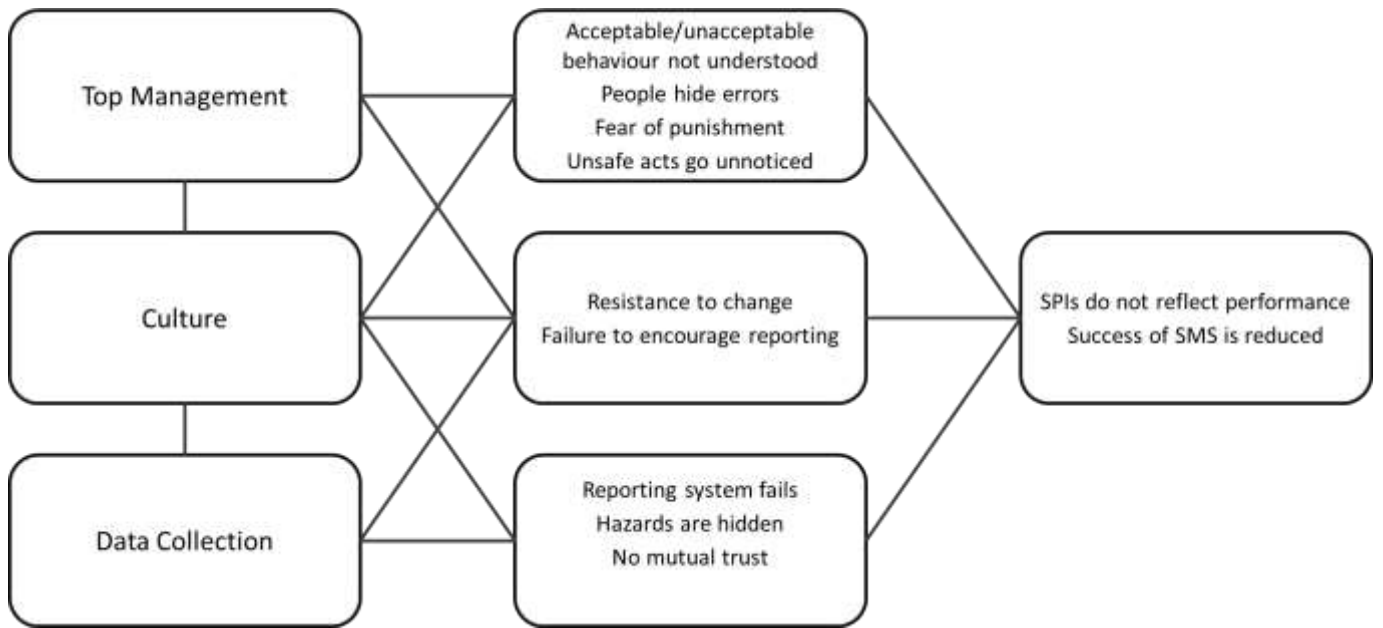 Top Management
Culture
Data Collection
Acceptable/unacceptable
behaviour not understood
People hide errors
Fear of punishment
Unsafe acts go unnoticed
Resistance to change
Failure to encourage reporting
Reporting system fails
Hazards are hidden
No mutual trust
SPIs do not reflect performance
Success of SMS is reduced